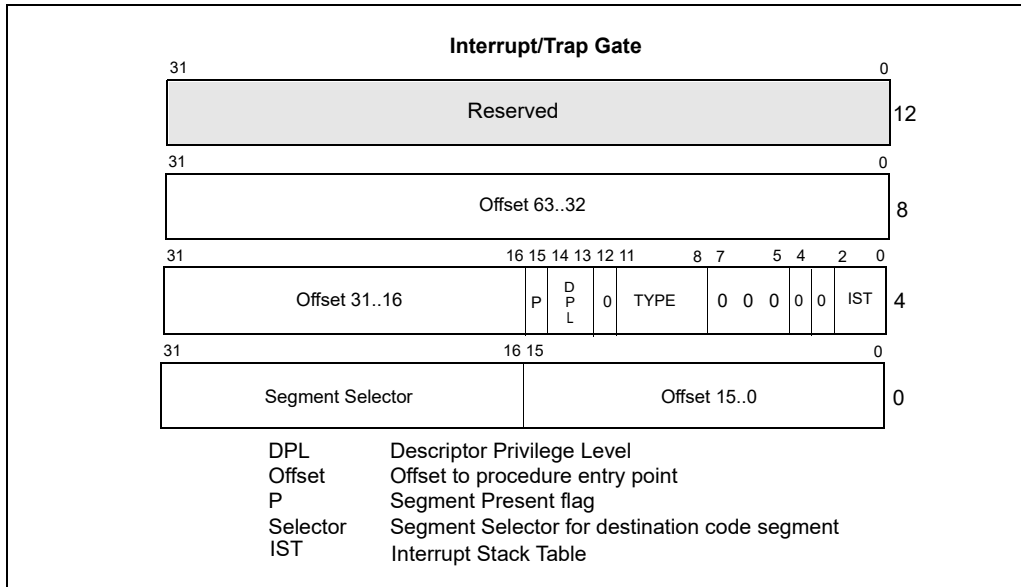 Interrupt/Trap Gate
31 0
Reserved 12
31 0
Offset 63..32 8
31 16 15 14 13 12 11 8 7 5 4 2 0
Offset 31..16 P DPL 0 TYPE 0 0 0 0 0 IST 4
31 16 15 0
Segment Selector Offset 15..0 0
DPL Descriptor Privilege Level
Offset Offset to procedure entry point
P Segment Present flag
Selector Segment Selector for destination code segment
IST Interrupt Stack Table